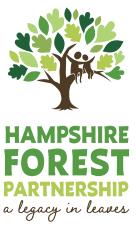 HAMPSHIRE
FOREST
PARTNERSHIP
a legacy in leaves